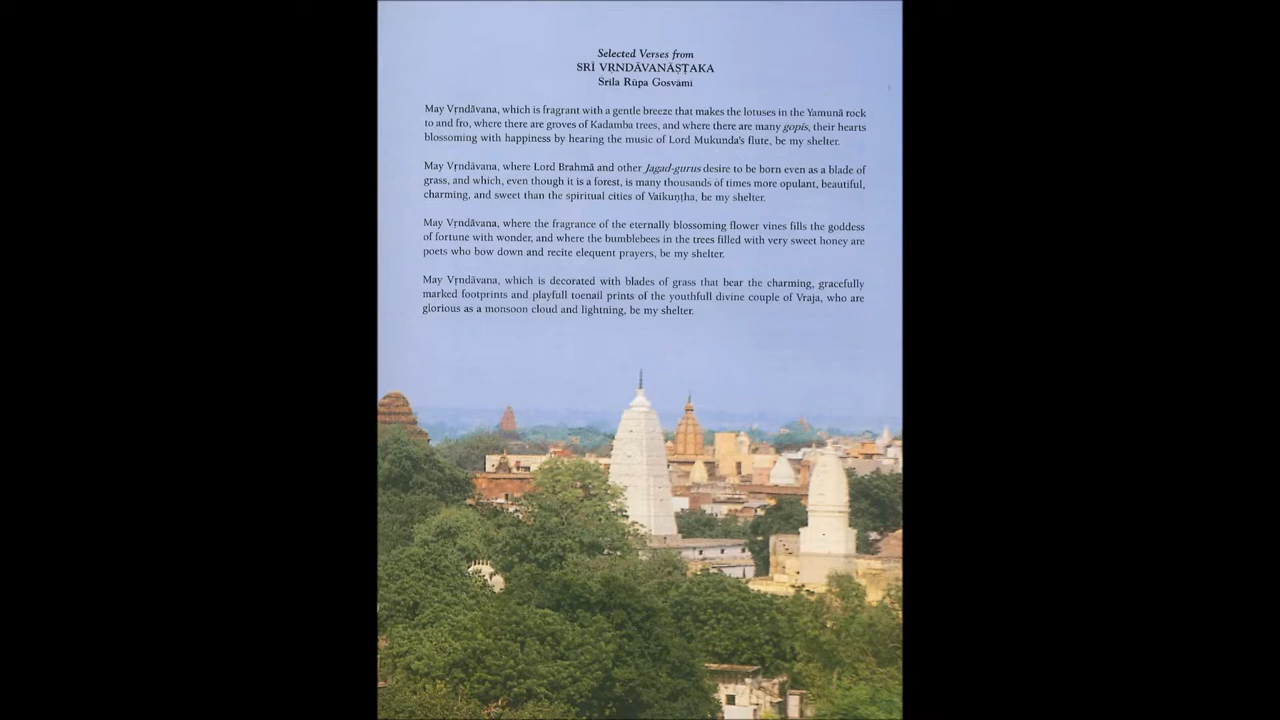 Selected Verses from
SRI VṚNDĀVANĀṢṬAKA
Śrīla Rūpa Gosvāmī
May Vṛndāvana, which is fragrant with a gentle breeze that makes the lotuses in the Yamunā rock
to and fro, where there are groves of Kadamba trees, and where there are many gopīs, their hearts
blossoming with happiness by hearing the music of Lord Mukunda's flute, be my shelter.
May Vṛndāvana, where Lord Brahmā and other Jagad-gurus desire to be born even as a blade of
grass, and which, even though it is a forest, is many thousands of times more opulant, beautiful,
charming, and sweet than the spiritual cities of Vaikuṇṭha, be my shelter.
May Vṛndāvana, where the fragrance of the eternally blossoming flower vines fills the goddess
of fortune with wonder, and where the bumblebees in the trees filled with very sweet honey are
poets who bow down and recite elequent prayers, be my shelter.
May Vṛndāvana, which is decorated with blades of grass that bear the charming, gracefully
marked footprints and playfull toenail prints of the youthfull divine couple of Vraja, who are
glorious as a monsoon cloud and lightning, be my shelter.